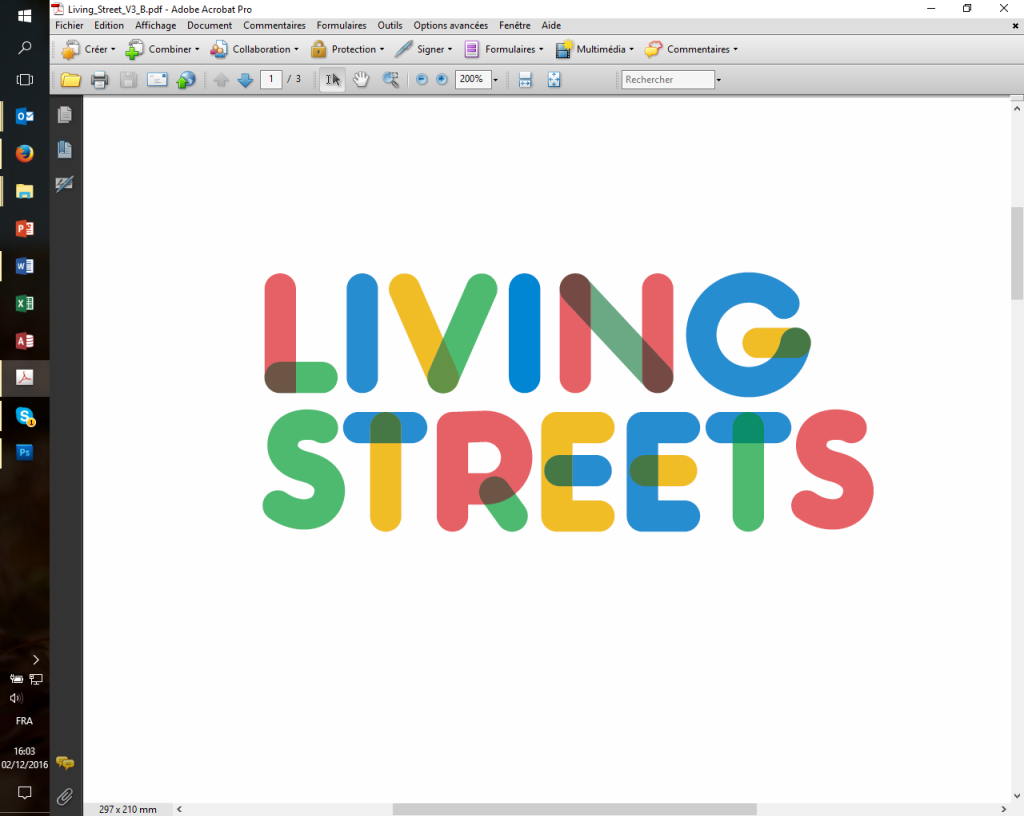 Living_Street_V3_B.pdf - Adobe Acrobat Pro
Fichier Edition Affichage Document Commentaires Formulaires Outils Options avancées Fenêtre Aide
Créer Combiner Collaboration Protection Signer Formulaires Multimédia Commentaires
1 / 3 200% Rechercher
LIVING
STREETS
FRA
16:03
02/12/2016
297 x 210 mm